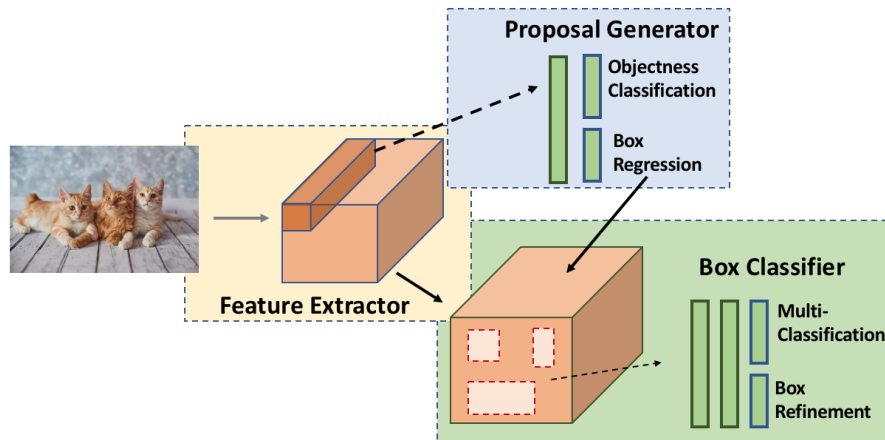 Proposal Generator
Objectness
Classification
Box
Regression
Feature Extractor
Box Classifier
Multi-
Classification
Box
Refinement